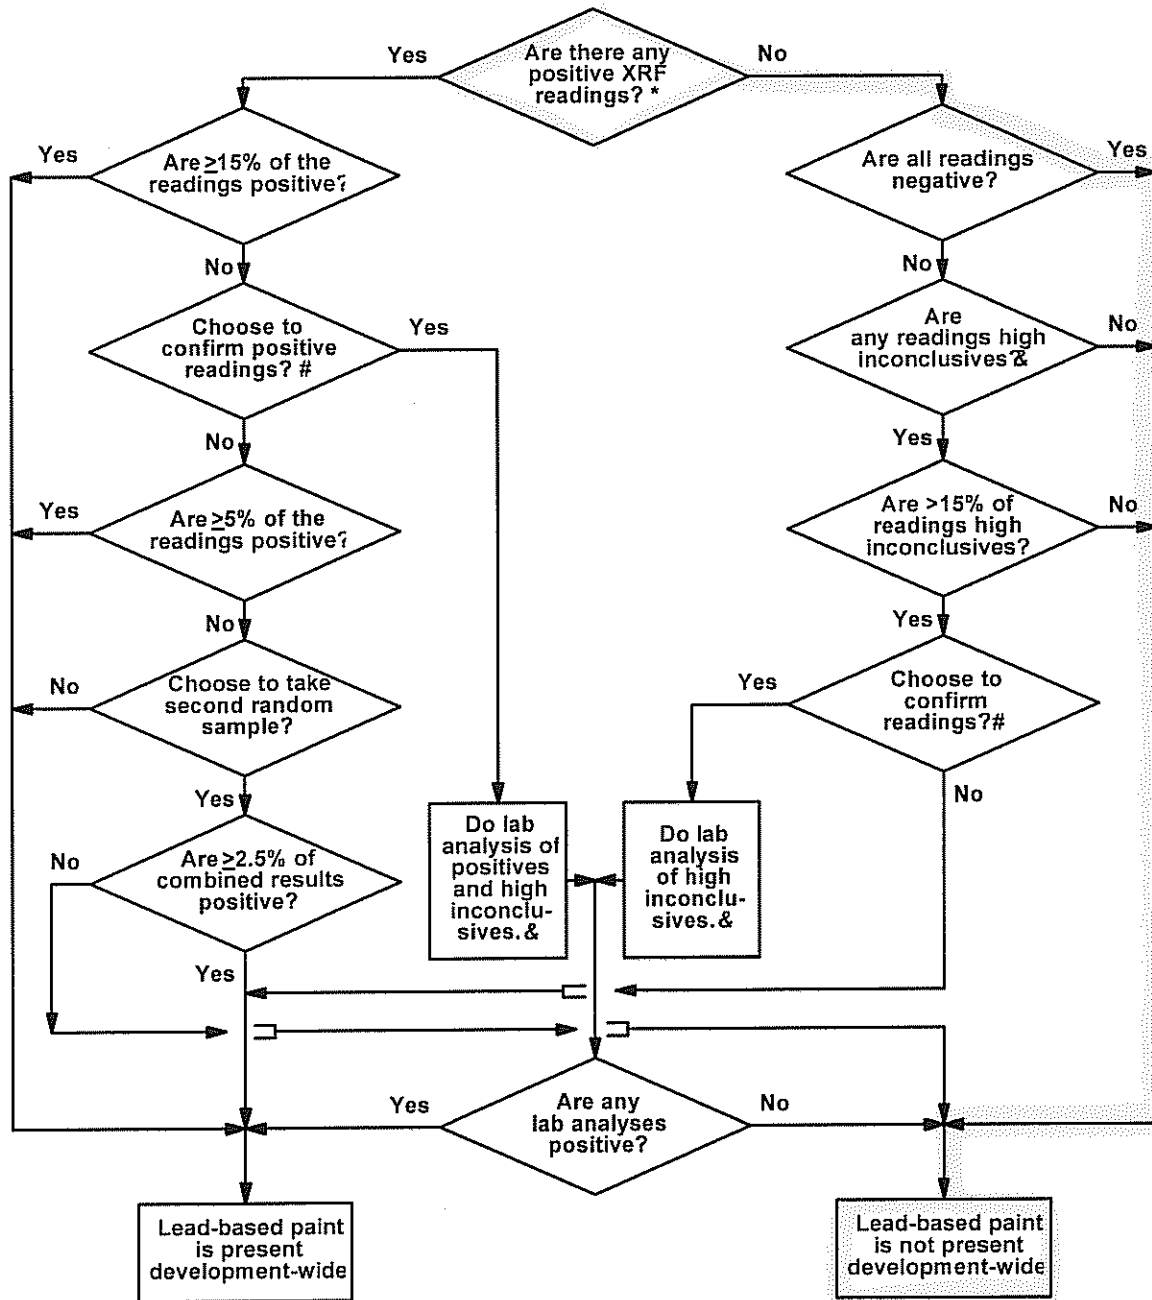 Yes
Are there any
positive XRF
readings? *
No
Yes
Are ≥15% of the
readings positive?
Are all readings
negative?
Yes
No
No
Choose to
confirm positive
readings? #
Yes
Are
any readings high
inconclusives?&
No
No
Yes
Yes
Are ≥5% of the
readings positive?
Are >15% of
readings high
inconclusives?
No
No
Yes
No
Choose to take
second random
sample?
Yes
Choose to
confirm
readings?#
Yes
No
No
Are ≥2.5% of
combined results
positive?
Do lab
analysis of
positives
and high
inconclu-
sives.&
Do lab
analysis
of high
inconclu-
sives.&
Yes
Yes
Are any
lab analyses
positive?
No
Lead-based paint
is present
development-wide
Lead-based paint
is not present
development-wide